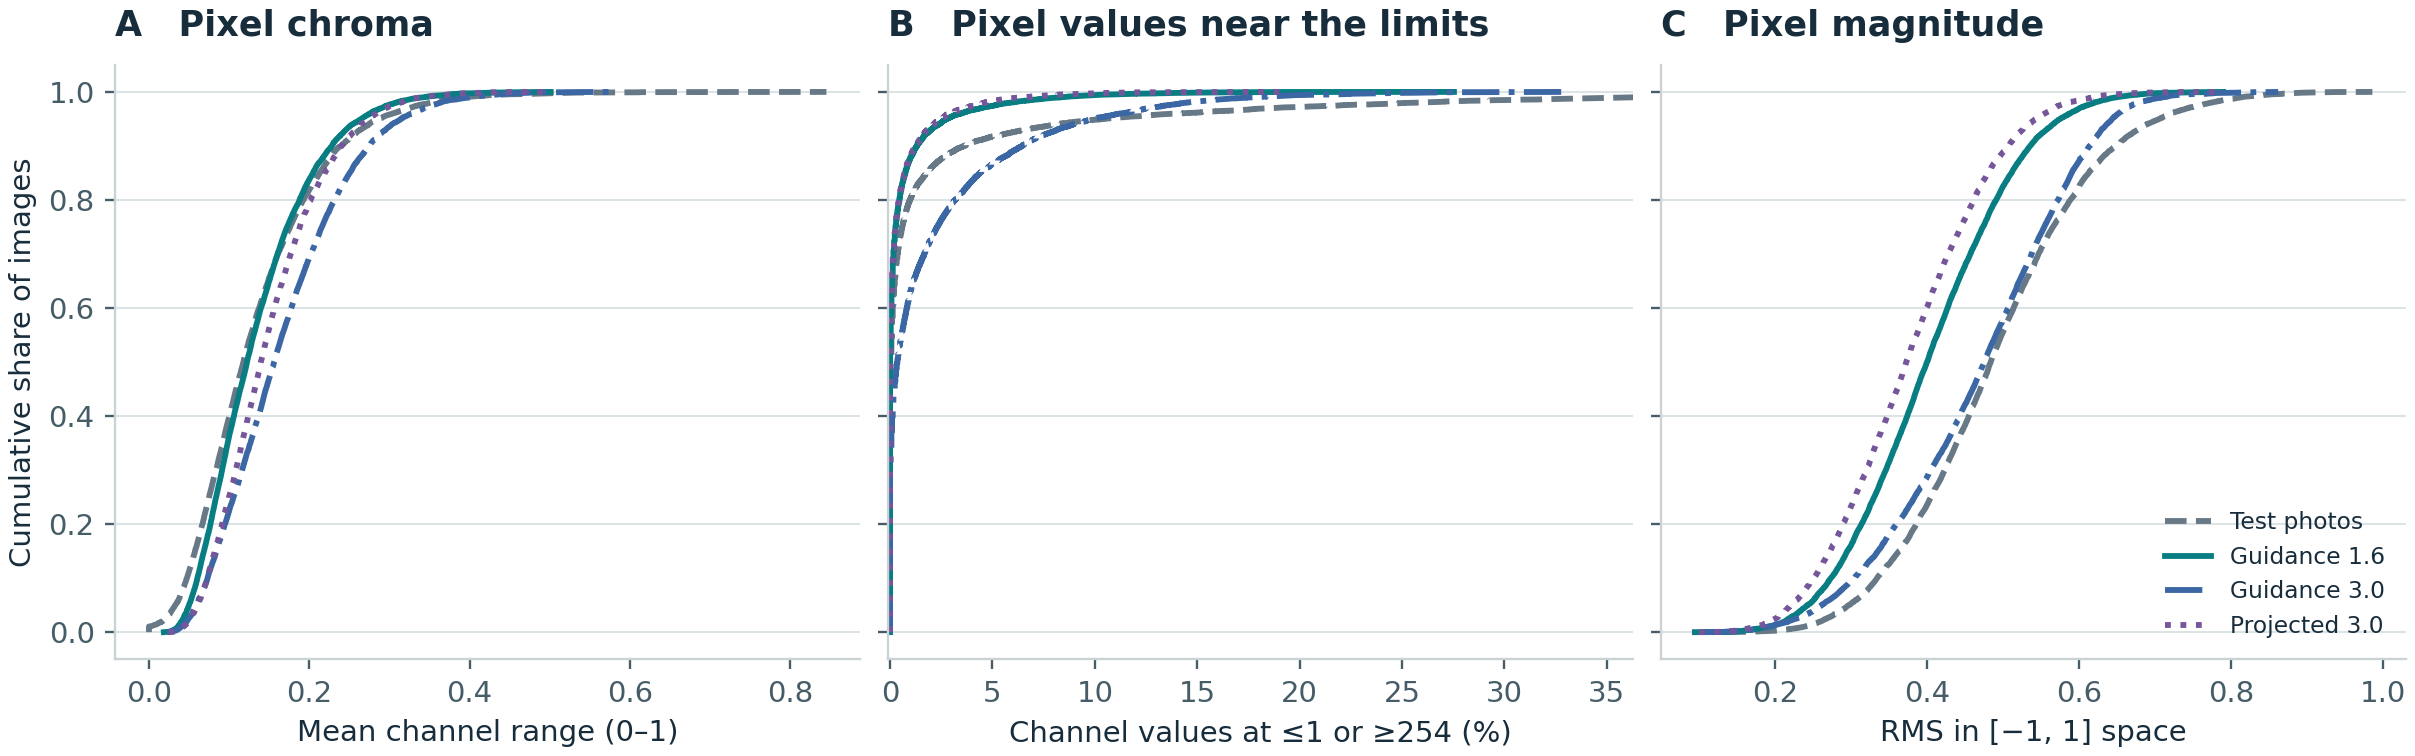 A Pixel chroma
B Pixel values near the limits
C Pixel magnitude
Cumulative share of images
1.0
0.8
0.6
0.4
0.2
0.0
0.0 0.2 0.4 0.6 0.8
Mean channel range (0–1)
0 5 10 15 20 25 30 35
Channel values at ≤1 or ≥254 (%)
Test photos
Guidance 1.6
Guidance 3.0
Projected 3.0
0.2 0.4 0.6 0.8 1.0
RMS in [−1, 1] space